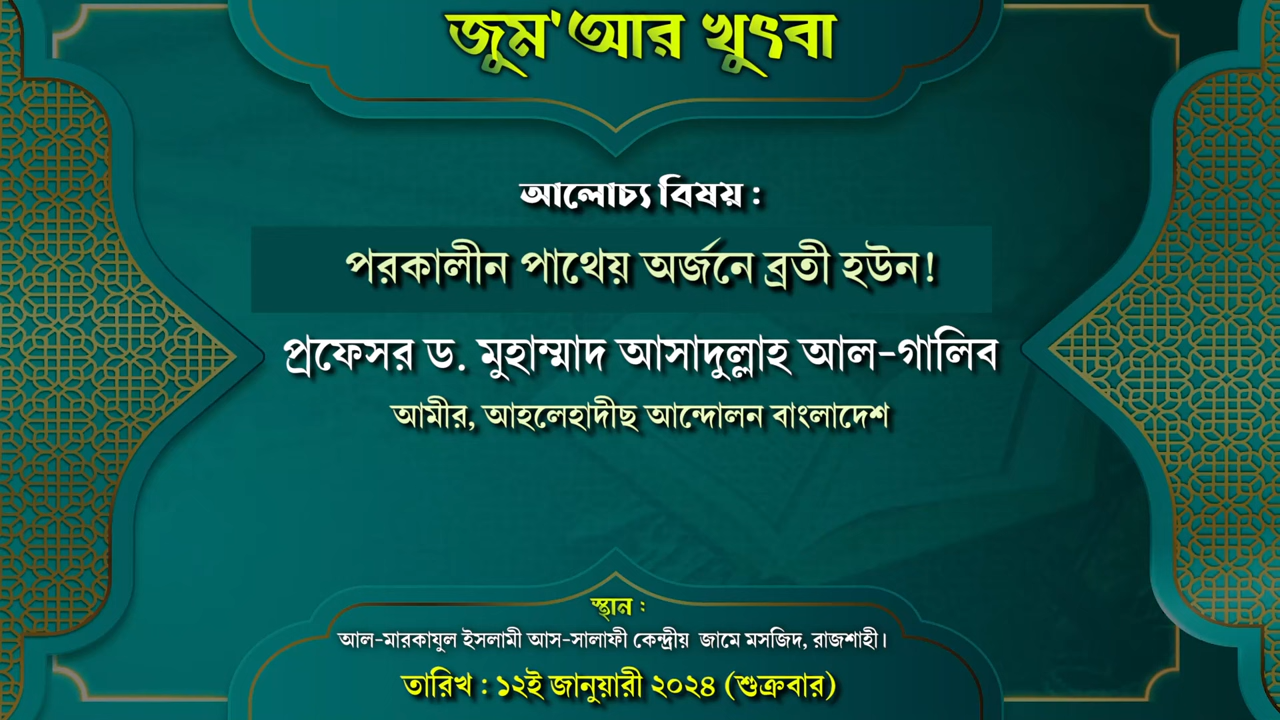 জুম'আর খুৎবা
আলোচ্য বিষয় :
পরকালীন পাথেয় অর্জনে ব্রতী হউন!
প্রফেসর ড. মুহাম্মাদ আসাদুল্লাহ আল-গালিব
আমীর, আহলেহাদীছ আন্দোলন বাংলাদেশ
স্থান :
আল-মারকাযুল ইসলামী আস-সালাফী কেন্দ্রীয় জামে মসজিদ, রাজশাহী।
তারিখ : ১২ই জানুয়ারী ২০২৪ (শুক্রবার)